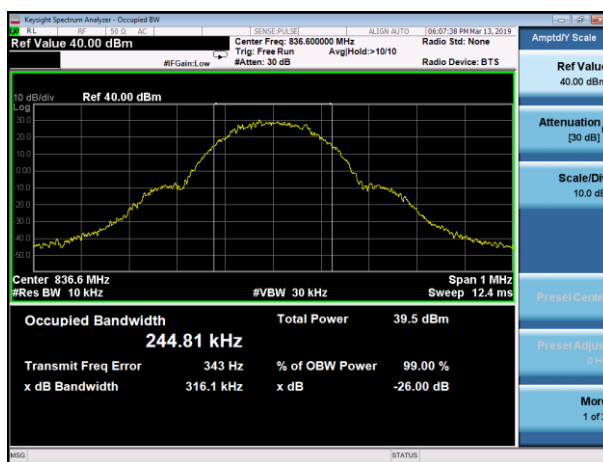 Keysight Spectrum Analyzer - Occupied BW
RL RF 50 Ω AC SENSE:PULSE ALIGN AUTO 06:07:38 PM Mar 13, 2019
Ref Value 40.00 dBm
Center Freq: 836.600000 MHz
Radio Std: None
Trig: Free Run Avg|Hold:>10/10
#IFGain:Low #Atten: 30 dB Radio Device: BTS
10 dB/div Ref 40.00 dBm
Log
30.0
20.0
10.0
0.00
-10.0
-20.0
-30.0
-40.0
-50.0
Center 836.6 MHz Span 1 MHz
#Res BW 10 kHz #VBW 30 kHz Sweep 12.4 ms
Occupied Bandwidth Total Power 39.5 dBm
244.81 kHz
Transmit Freq Error 343 Hz % of OBW Power 99.00 %
x dB Bandwidth 316.1 kHz x dB -26.00 dB
MSG STATUS
Amptd/Y Scale
Ref Value
40.00 dBm
Attenuation
[30 dB]
Scale/Div
10.0 dB
Presel Center
Presel Adjust
0 Hz
More
1 of 2